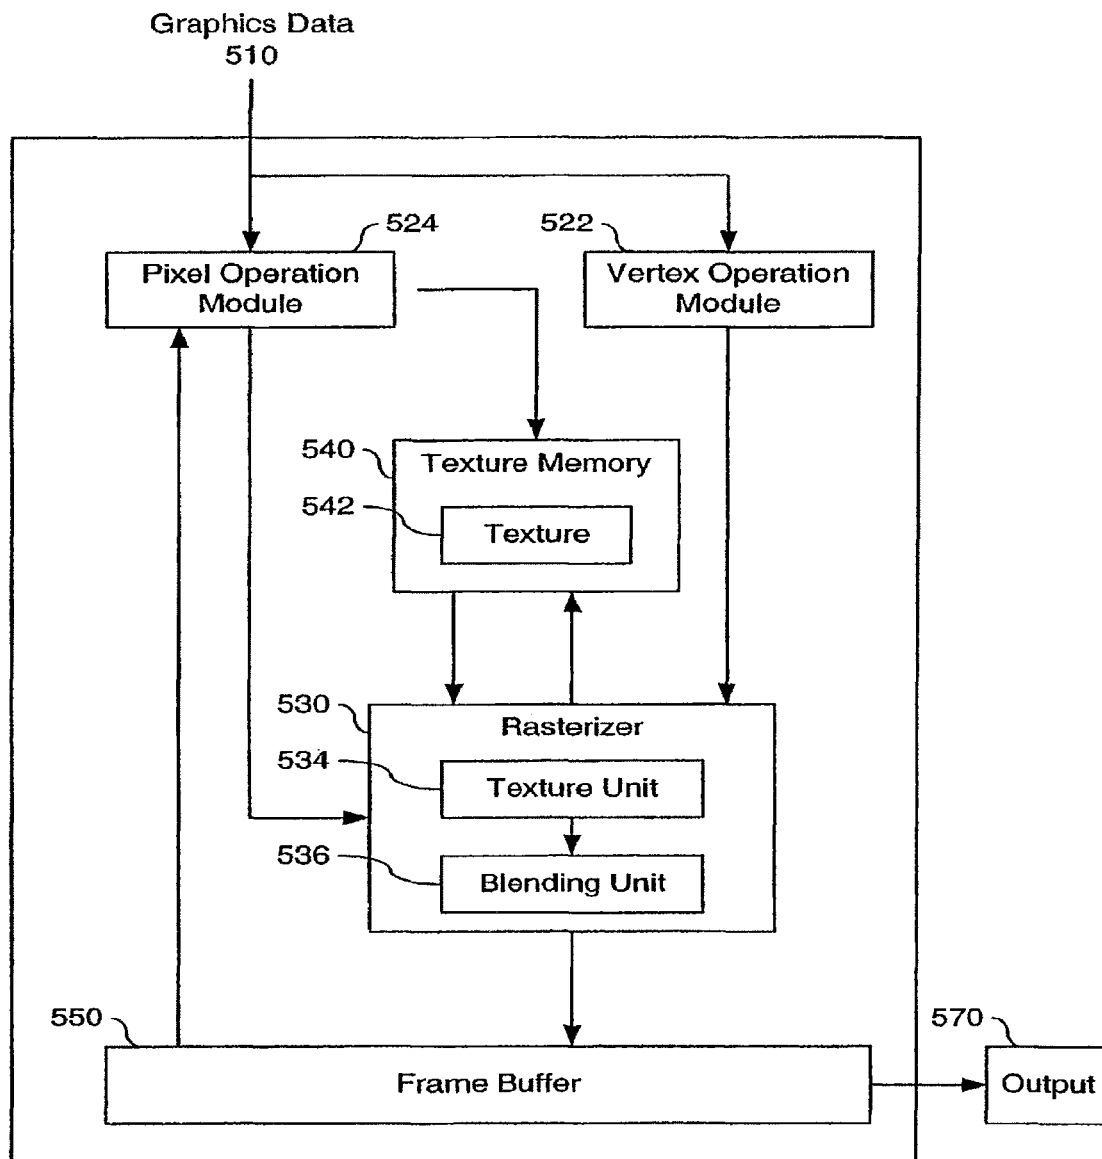 Graphics Data
510
524
522
Pixel Operation
Module
Vertex Operation
Module
540
Texture Memory
542
Texture
530
Rasterizer
534
Texture Unit
536
Blending Unit
550
570
Frame Buffer
Output